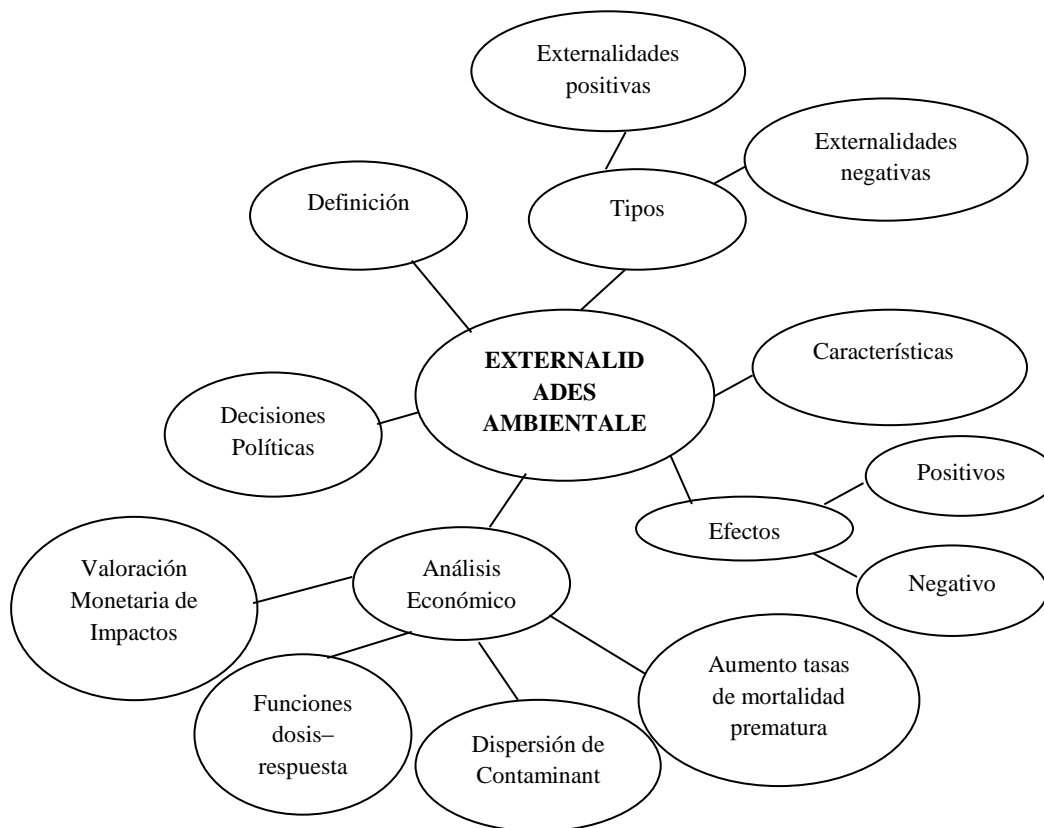 Externalidades
positivas
Externalidades
negativas
Definición
Tipos
EXTERNALID
ADES
AMBIENTALE
Características
Decisiones
Políticas
Positivos
Efectos
Negativo
Análisis
Económico
Valoración
Monetaria de
Impactos
Funciones
dosis–
respuesta
Dispersión de
Contaminant
Aumento tasas
de mortalidad
prematura